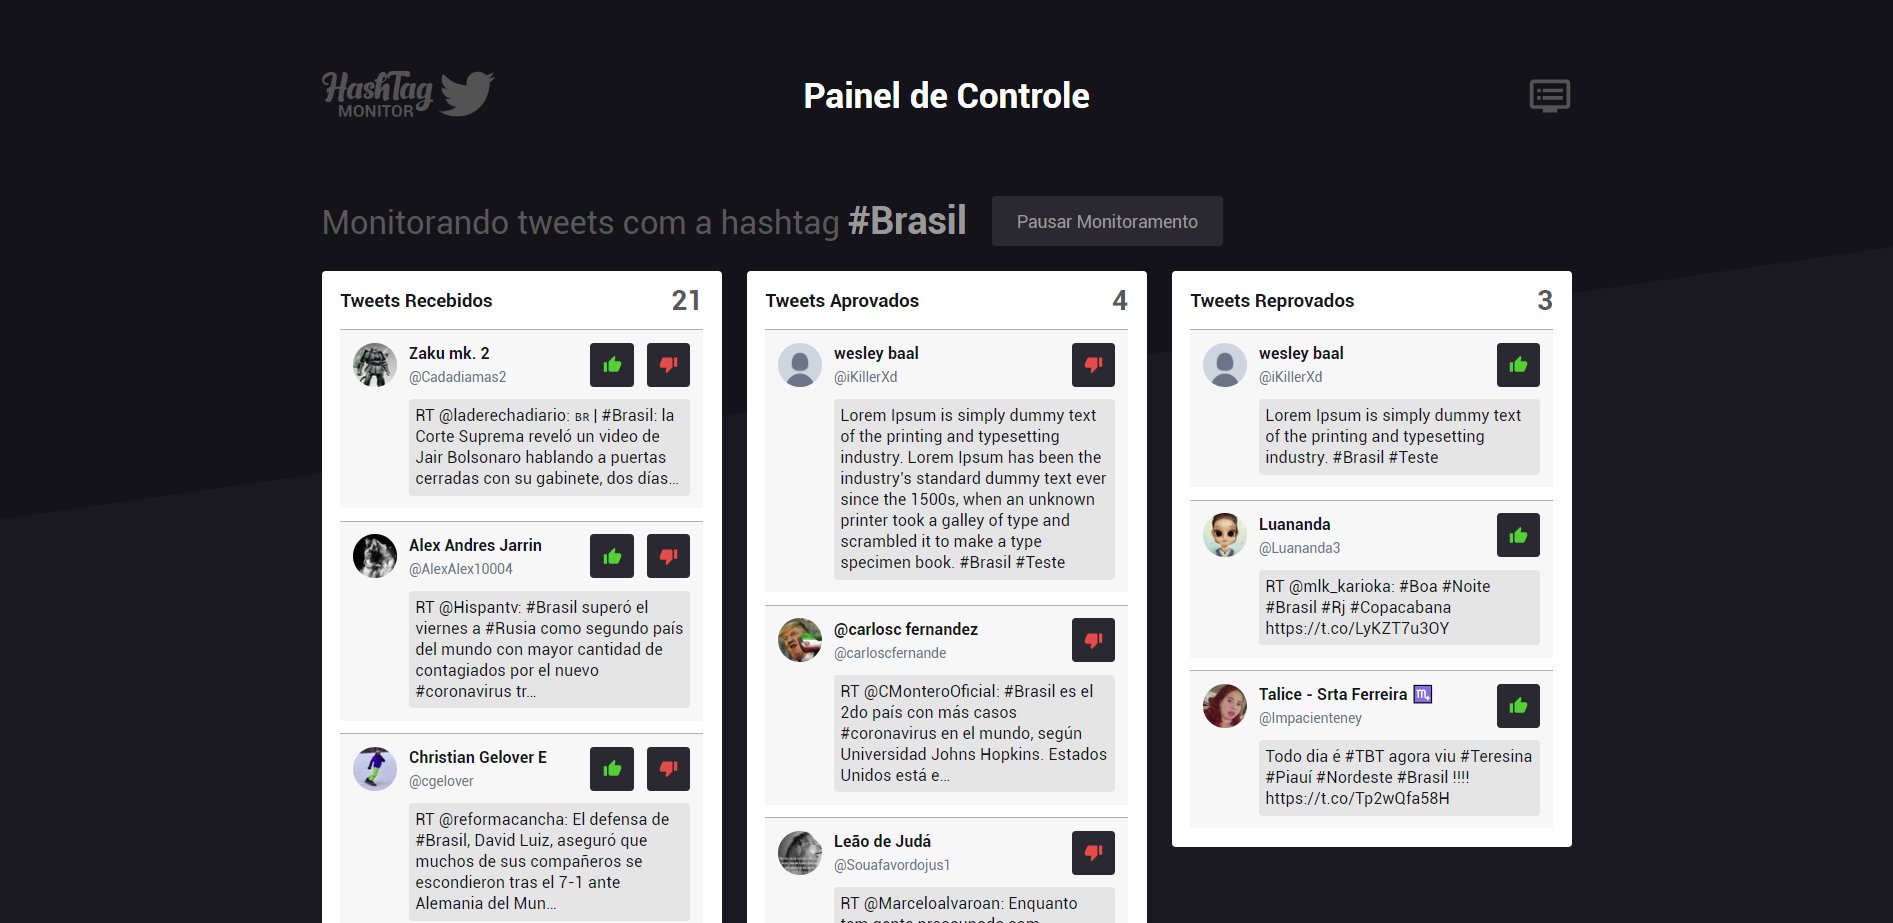 HashTag
MONITOR
Painel de Controle
Monitorando tweets com a hashtag #Brasil
Pausar Monitoramento
Tweets Recebidos 21
Zaku mk. 2
@Cadadiamas2
RT @laderechadiario: ʙʀ | #Brasil: la
Corte Suprema reveló un video de
Jair Bolsonaro hablando a puertas
cerradas con su gabinete, dos días…
Alex Andres Jarrin
@AlexAlex10004
RT @Hispantv: #Brasil superó el
viernes a #Rusia como segundo país
del mundo con mayor cantidad de
contagiados por el nuevo
#coronavirus tr…
Christian Gelover E
@cgelover
RT @reformacancha: El defensa de
#Brasil, David Luiz, aseguró que
muchos de sus compañeros se
escondieron tras el 7-1 ante
Alemania del Mun…
Tweets Aprovados 4
wesley baal
@iKillerXd
Lorem Ipsum is simply dummy text
of the printing and typesetting
industry. Lorem Ipsum has been the
industry's standard dummy text ever
since the 1500s, when an unknown
printer took a galley of type and
scrambled it to make a type
specimen book. #Brasil #Teste
@carlosc fernandez
@carloscfernande
RT @CMonteroOficial: #Brasil es el
2do país con más casos
#coronavirus en el mundo, según
Universidad Johns Hopkins. Estados
Unidos está e…
Leão de Judá
@Souafavordojus1
RT @Marceloalvaroan: Enquanto
tem gente preocupada com
Tweets Reprovados 3
wesley baal
@iKillerXd
Lorem Ipsum is simply dummy text
of the printing and typesetting
industry. #Brasil #Teste
Luananda
@Luananda3
RT @mlk_karioka: #Boa #Noite
#Brasil #Rj #Copacabana
https://t.co/LyKZT7u3OY
Talice - Srta Ferreira ♏
@Impacienteney
Todo dia é #TBT agora viu #Teresina
#Piauí #Nordeste #Brasil !!!!
https://t.co/Tp2wQfa58H